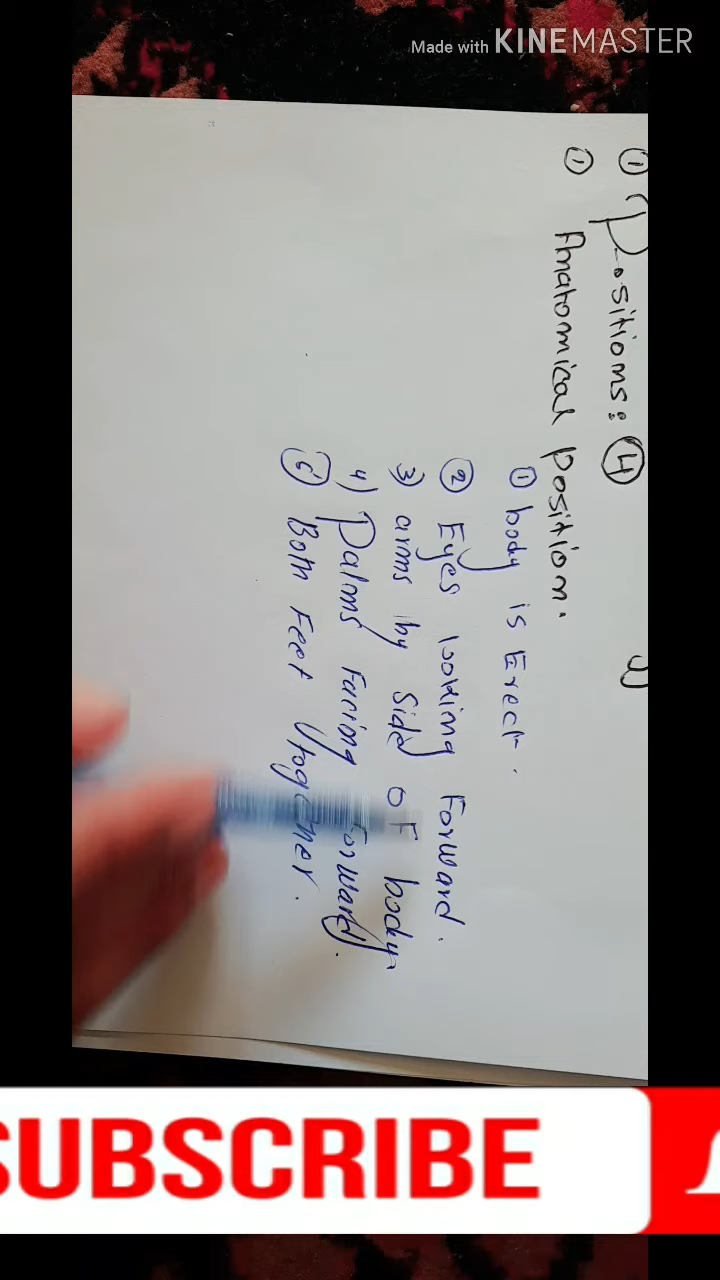 Made with KINEMASTER
① Positions: ④
① Anatomical position.
① body is Erect.
② Eyes looking Forward.
3) arms by Side OF body.
4) Palms Facing Forward.
Both Feet together.
SUBSCRIBE